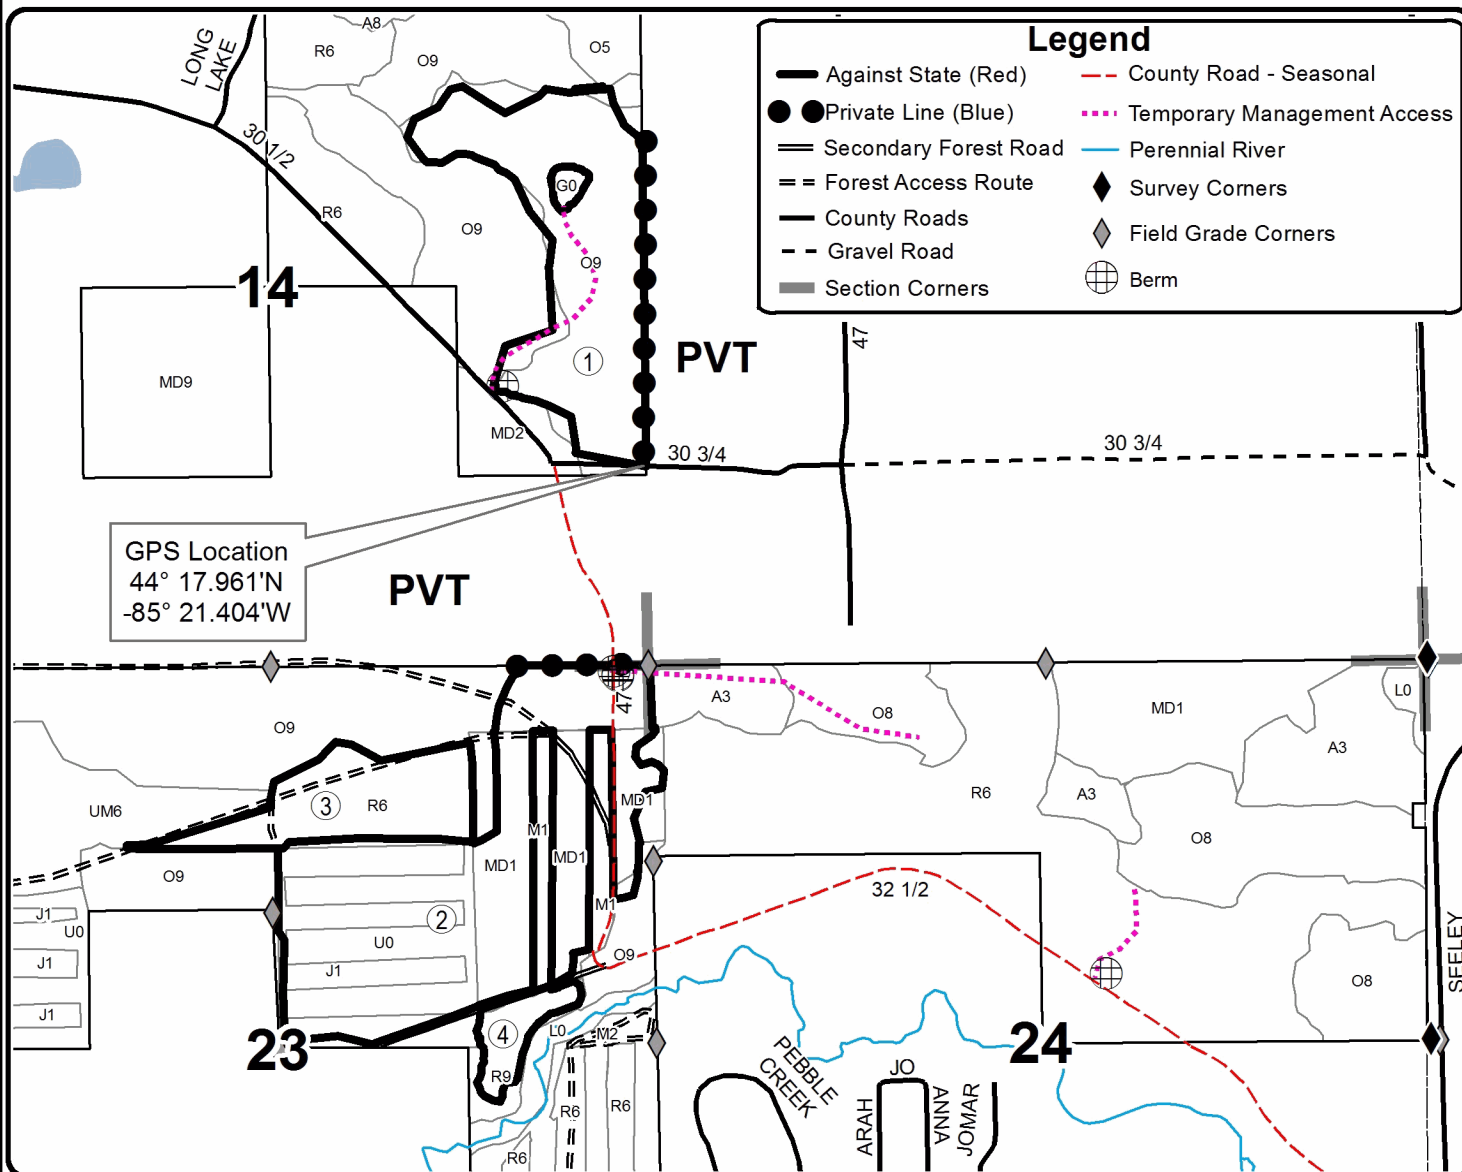 Legend
Against State (Red)
County Road - Seasonal
Private Line (Blue)
Temporary Management Access
Secondary Forest Road
Perennial River
Forest Access Route
Survey Corners
County Roads
Field Grade Corners
Gravel Road
Berm
Section Corners
A8
R6
O9
O5
LONG
LAKE
30 1/2
G0
R6
O9
O9
14
MD9
1
PVT
47
MD2
30 3/4
30 3/4
GPS Location
44° 17.961'N
-85° 21.404'W
PVT
47
A3
O8
MD1
L0
A3
O9
UM6
3
R6
MD1
R6
A3
O8
M1
MD1
MD1
O9
M1
32 1/2
J1
U0
2
U0
J1
J1
J1
O9
O8
SEELEY
23
4
L0
M2
24
R9
R6
R6
R6
PEBBLE
CREEK
JO
ARAH
ANNA
JOMAR